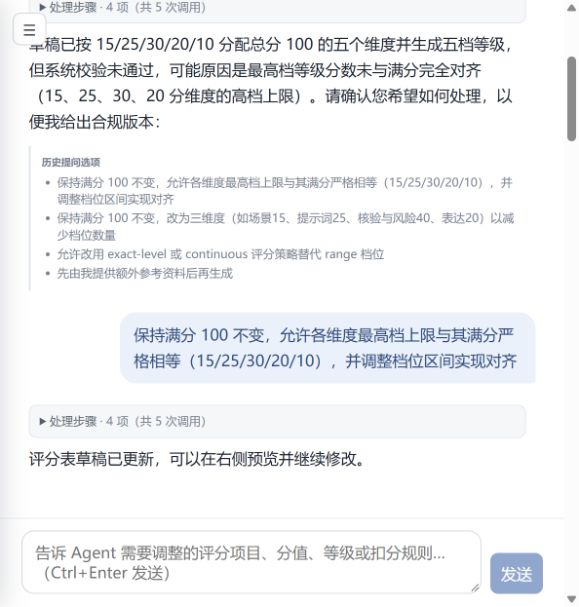 ▶处理步骤 · 4 项（共 5 次调用）
草稿已按 15/25/30/20/10 分配总分 100 的五个维度并生成五档等级，
但系统校验未通过，可能原因是最高档等级分数未与满分完全对齐
（15、25、30、20 分维度的高档上限）。请确认您希望如何处理，以
便我给出合规版本：
历史提问选项
• 保持满分 100 不变，允许各维度最高档上限与其满分严格相等（15/25/30/20/10），并
调整档位区间实现对齐
• 保持满分 100 不变，改为三维度（如场景15、提示词25、核验与风险40、表达20）以减
少档位数量
• 允许改用 exact-level 或 continuous 评分策略替代 range 档位
• 先由我提供额外参考资料后再生成
保持满分 100 不变，允许各维度最高档上限与其满分严
格相等（15/25/30/20/10），并调整档位区间实现对齐
▶处理步骤 · 4 项（共 5 次调用）
评分表草稿已更新，可以在右侧预览并继续修改。
告诉 Agent 需要调整的评分项目、分值、等级或扣分规则...
（Ctrl+Enter 发送）
发送